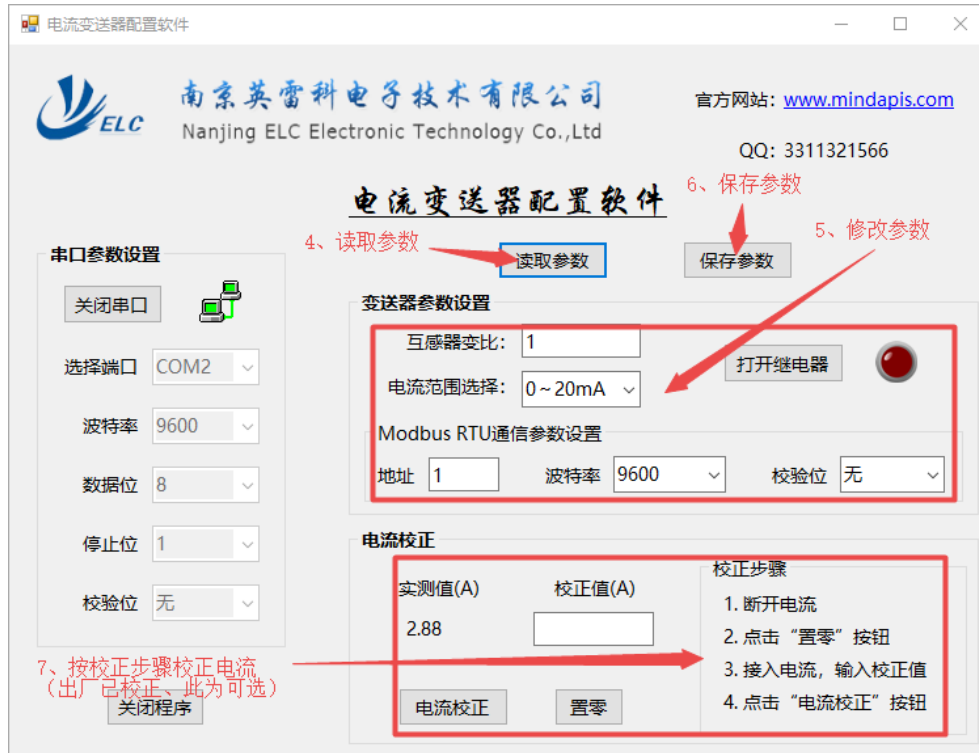 电流变送器配置软件
ELC
南京英雷科电子技术有限公司
Nanjing ELC Electronic Technology Co.,Ltd
官方网站：www.mindapis.com
QQ：3311321566
电流变送器配置软件
6、保存参数
4、读取参数
5、修改参数
读取参数
保存参数
串口参数设置
关闭串口
选择端口 COM2
波特率 9600
数据位 8
停止位 1
校验位 无
变送器参数设置
互感器变比： 1
打开继电器
电流范围选择： 0～20mA
Modbus RTU通信参数设置
地址 1 波特率 9600 校验位 无
电流校正
实测值(A) 校正值(A)
2.88
电流校正 置零
校正步骤
1. 断开电流
2. 点击“置零”按钮
3. 接入电流，输入校正值
4. 点击“电流校正”按钮
7、按校正步骤校正电流
（出厂已校正、此为可选）
关闭程序